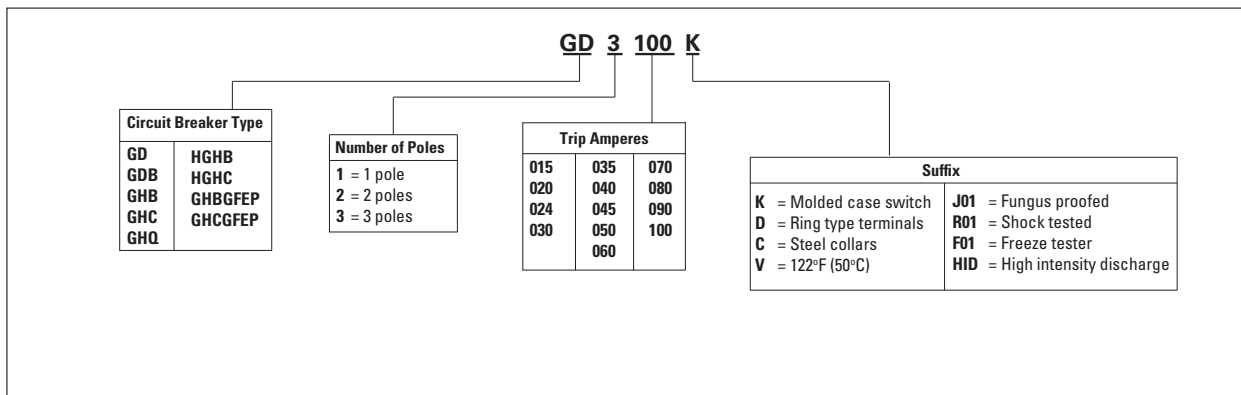 GD 3 100 K
Circuit Breaker Type
GD
GDB
GHB
GHC
GHQ
HGHB
HGHC
GHBGFEP
GHCGFEP
Number of Poles
1 = 1 pole
2 = 2 poles
3 = 3 poles
Trip Amperes
015
020
024
030
035
040
045
050
060
070
080
090
100
Suffix
K = Molded case switch
D = Ring type terminals
C = Steel collars
V = 122°F (50°C)
J01 = Fungus proofed
R01 = Shock tested
F01 = Freeze tester
HID = High intensity discharge